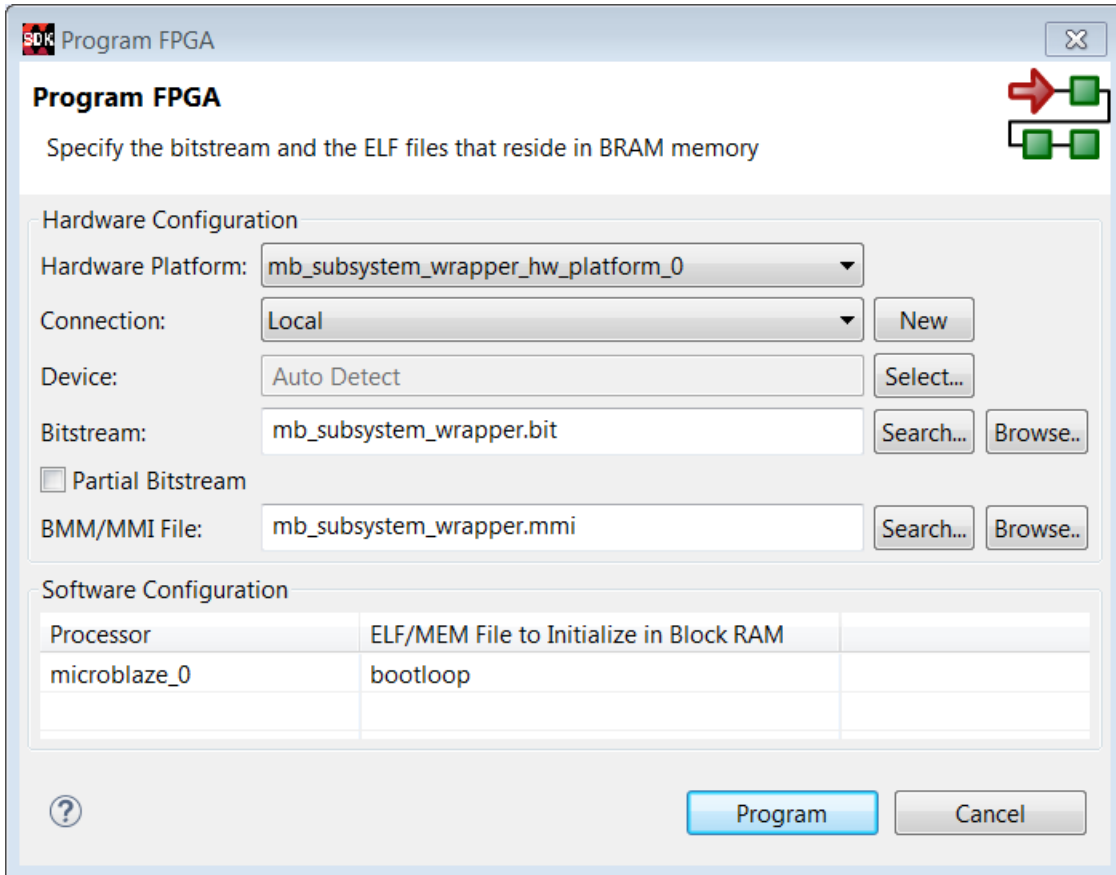 SDK Program FPGA
Program FPGA
Specify the bitstream and the ELF files that reside in BRAM memory
Hardware Configuration
Hardware Platform: mb_subsystem_wrapper_hw_platform_0
Connection: Local New
Device: Auto Detect Select...
Bitstream: mb_subsystem_wrapper.bit Search... Browse..
Partial Bitstream
BMM/MMI File: mb_subsystem_wrapper.mmi Search... Browse..
Software Configuration
Processor ELF/MEM File to Initialize in Block RAM
microblaze_0 bootloop
? Program Cancel